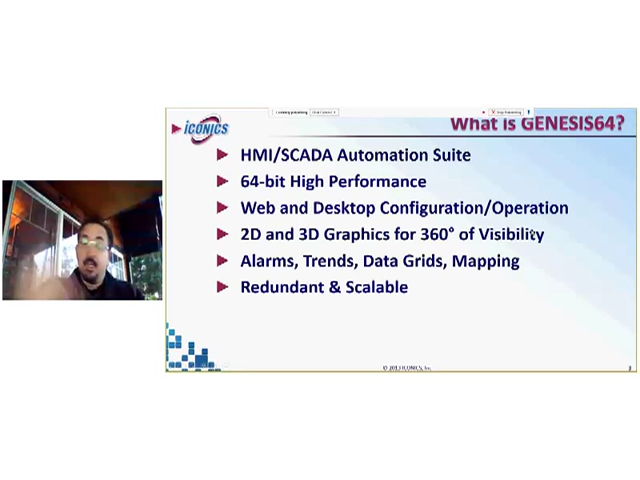 What is GENESIS64?
ICONICS
HMI/SCADA Automation Suite
64-bit High Performance
Web and Desktop Configuration/Operation
2D and 3D Graphics for 360° of Visibility
Alarms, Trends, Data Grids, Mapping
Redundant & Scalable
© 2013 ICONICS, Inc.